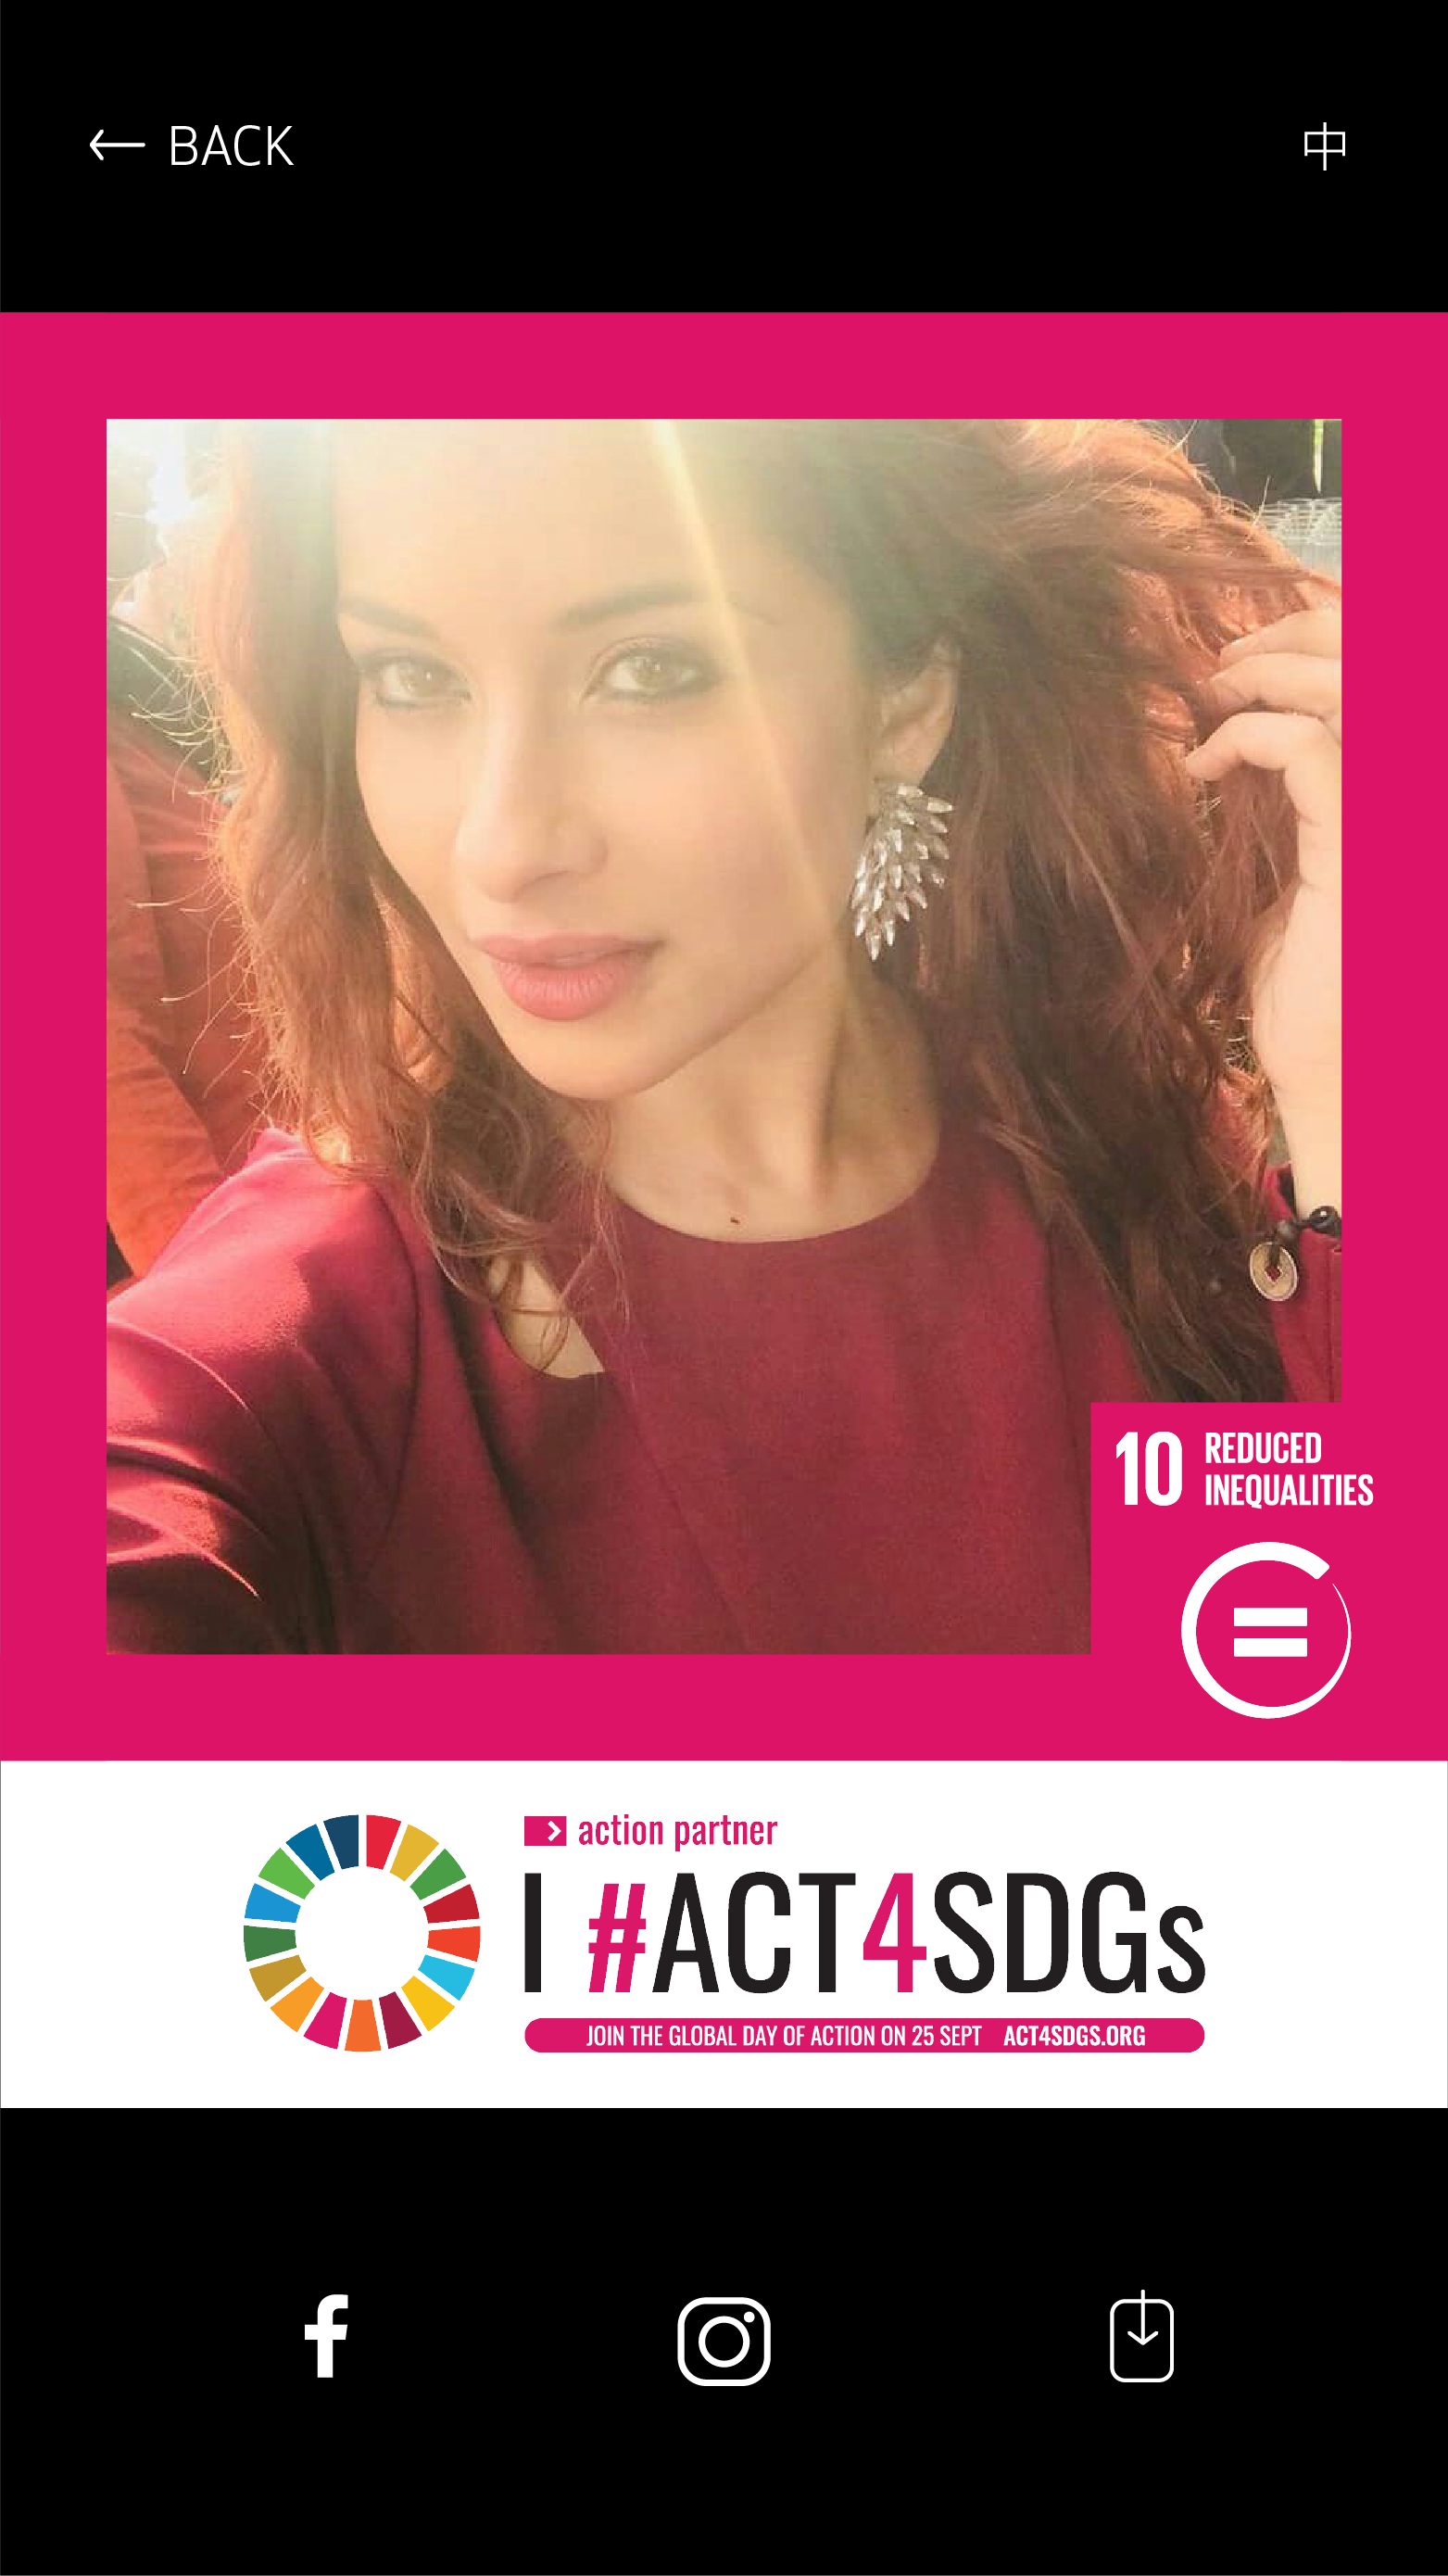 ← BACK
中
10 REDUCED
INEQUALITIES
action partner
I #ACT4SDGs
JOIN THE GLOBAL DAY OF ACTION ON 25 SEPT ACT4SDGS.ORG